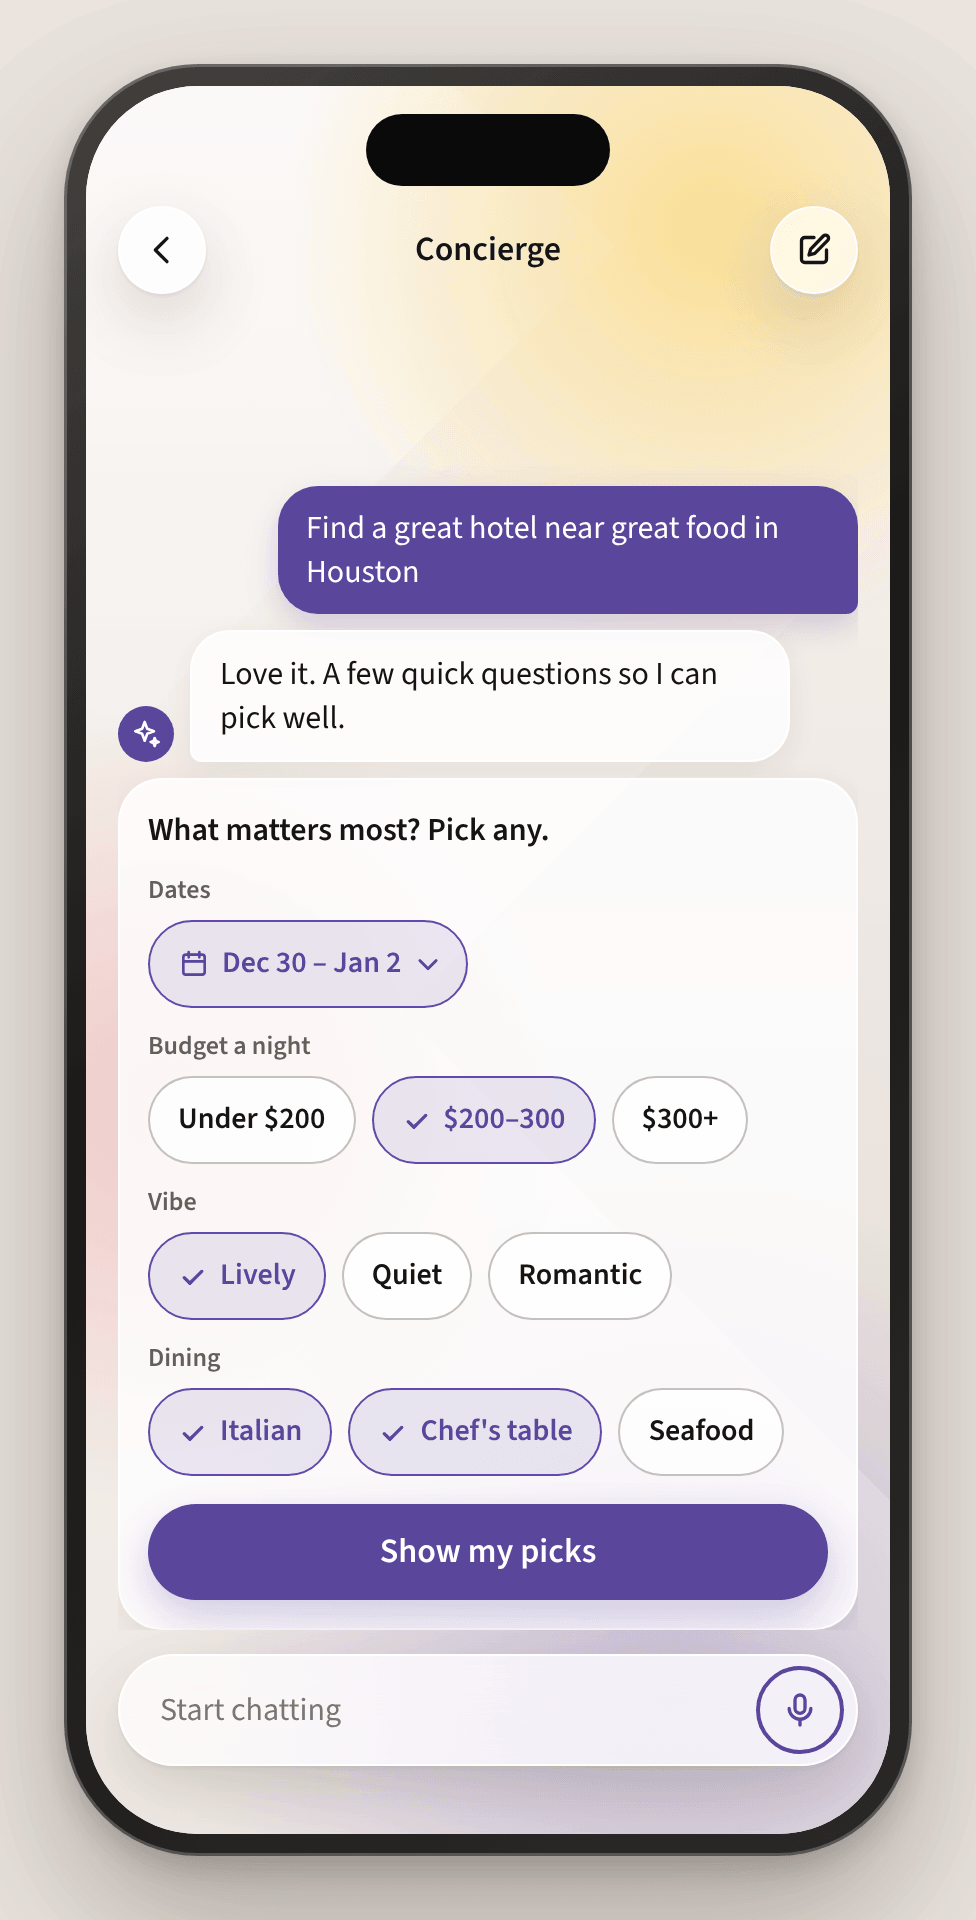 Concierge
Find a great hotel near great food in
Houston
Love it. A few quick questions so I can
pick well.
What matters most? Pick any.
Dates
Dec 30 – Jan 2
Budget a night
Under $200
$200–300
$300+
Vibe
Lively
Quiet
Romantic
Dining
Italian
Chef's table
Seafood
Show my picks
Start chatting